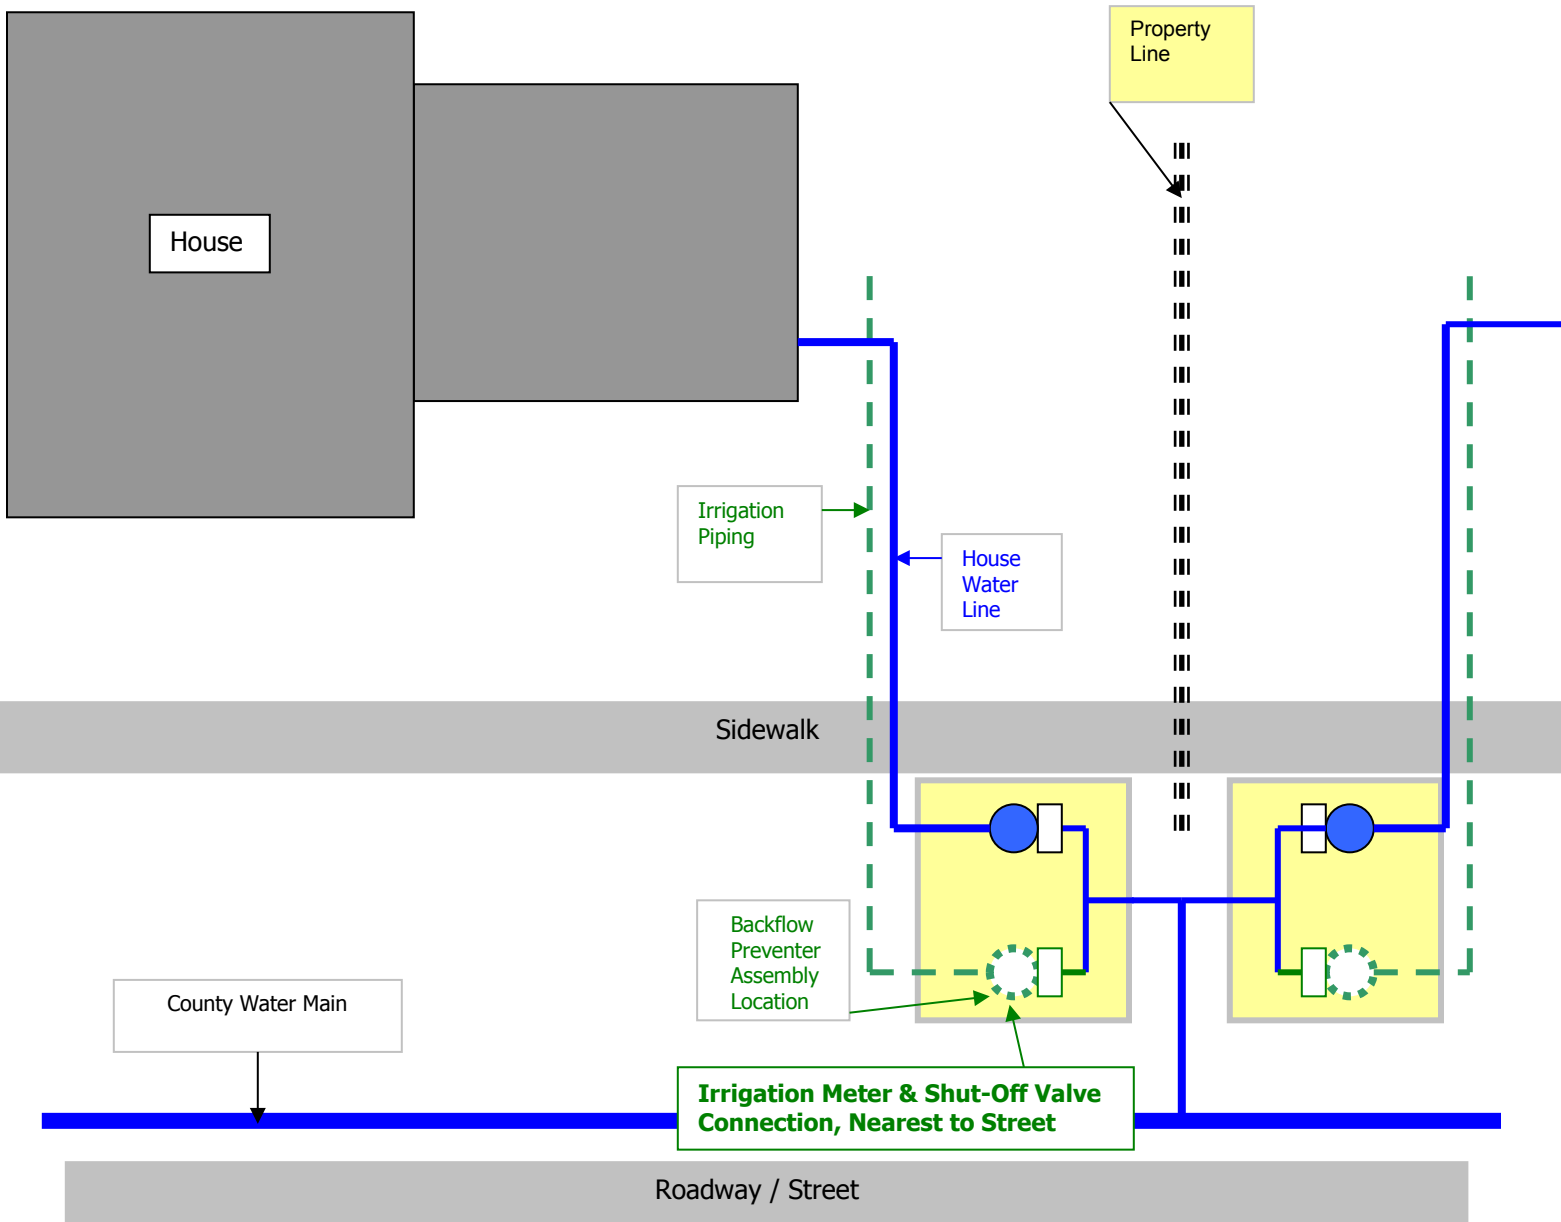 Property
Line
House
Irrigation
Piping
House
Water
Line
Sidewalk
Backflow
Preventer
Assembly
Location
County Water Main
Irrigation Meter & Shut-Off Valve
Connection, Nearest to Street
Roadway / Street